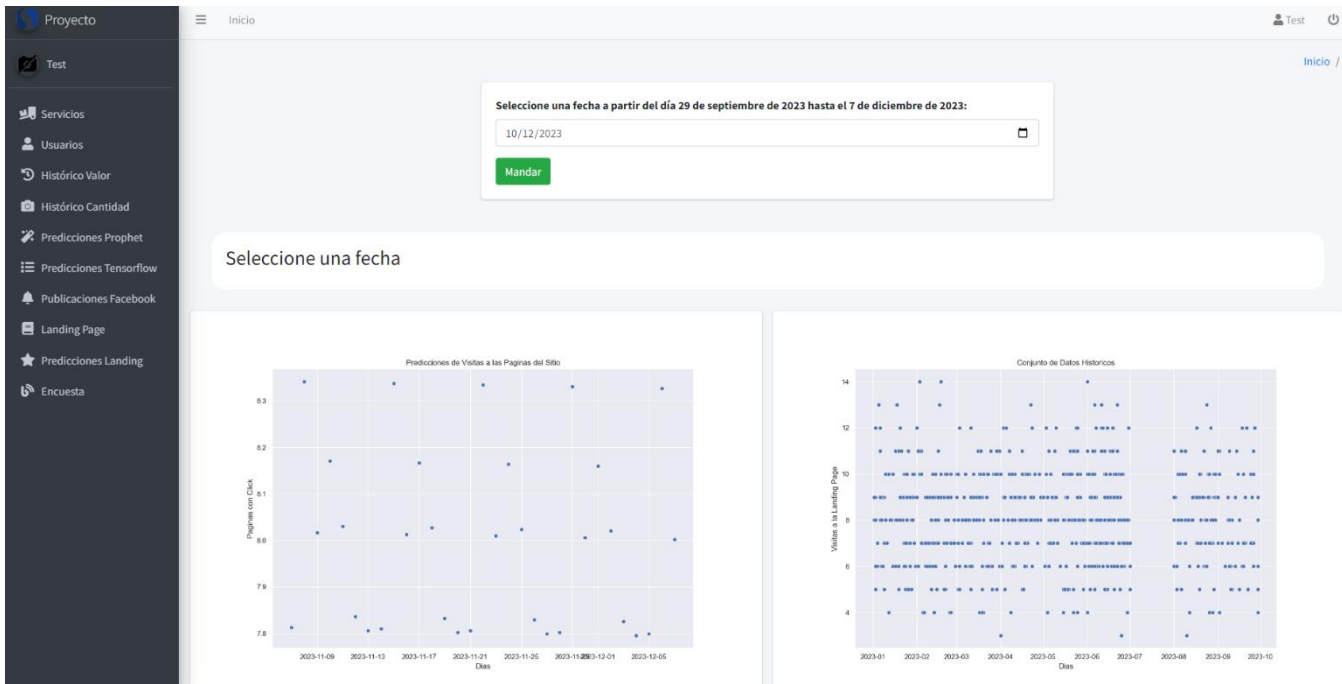 Proyecto
Inicio
Test
Test
Inicio /
Servicios
Usuarios
Histórico Valor
Histórico Cantidad
Predicciones Prophet
Predicciones Tensorflow
Publicaciones Facebook
Landing Page
Predicciones Landing
Encuesta
Seleccione una fecha a partir del día 29 de septiembre de 2023 hasta el 7 de diciembre de 2023:
10/12/2023
Mandar
Seleccione una fecha
Predicciones de Visitas a las Paginas del Sitio
Paginas con Click
8.2
8.1
8.0
7.9
7.8
2023-11-09 2023-11-13 2023-11-17 2023-11-21 2023-11-25 2023-12-01 2023-12-05
Dias
Conjunto de Datos Historicos
Visitas a la Landing Page
14
12
10
8
6
4
2023-01 2023-02 2023-03 2023-04 2023-05 2023-06 2023-07 2023-08 2023-09 2023-10
Dias